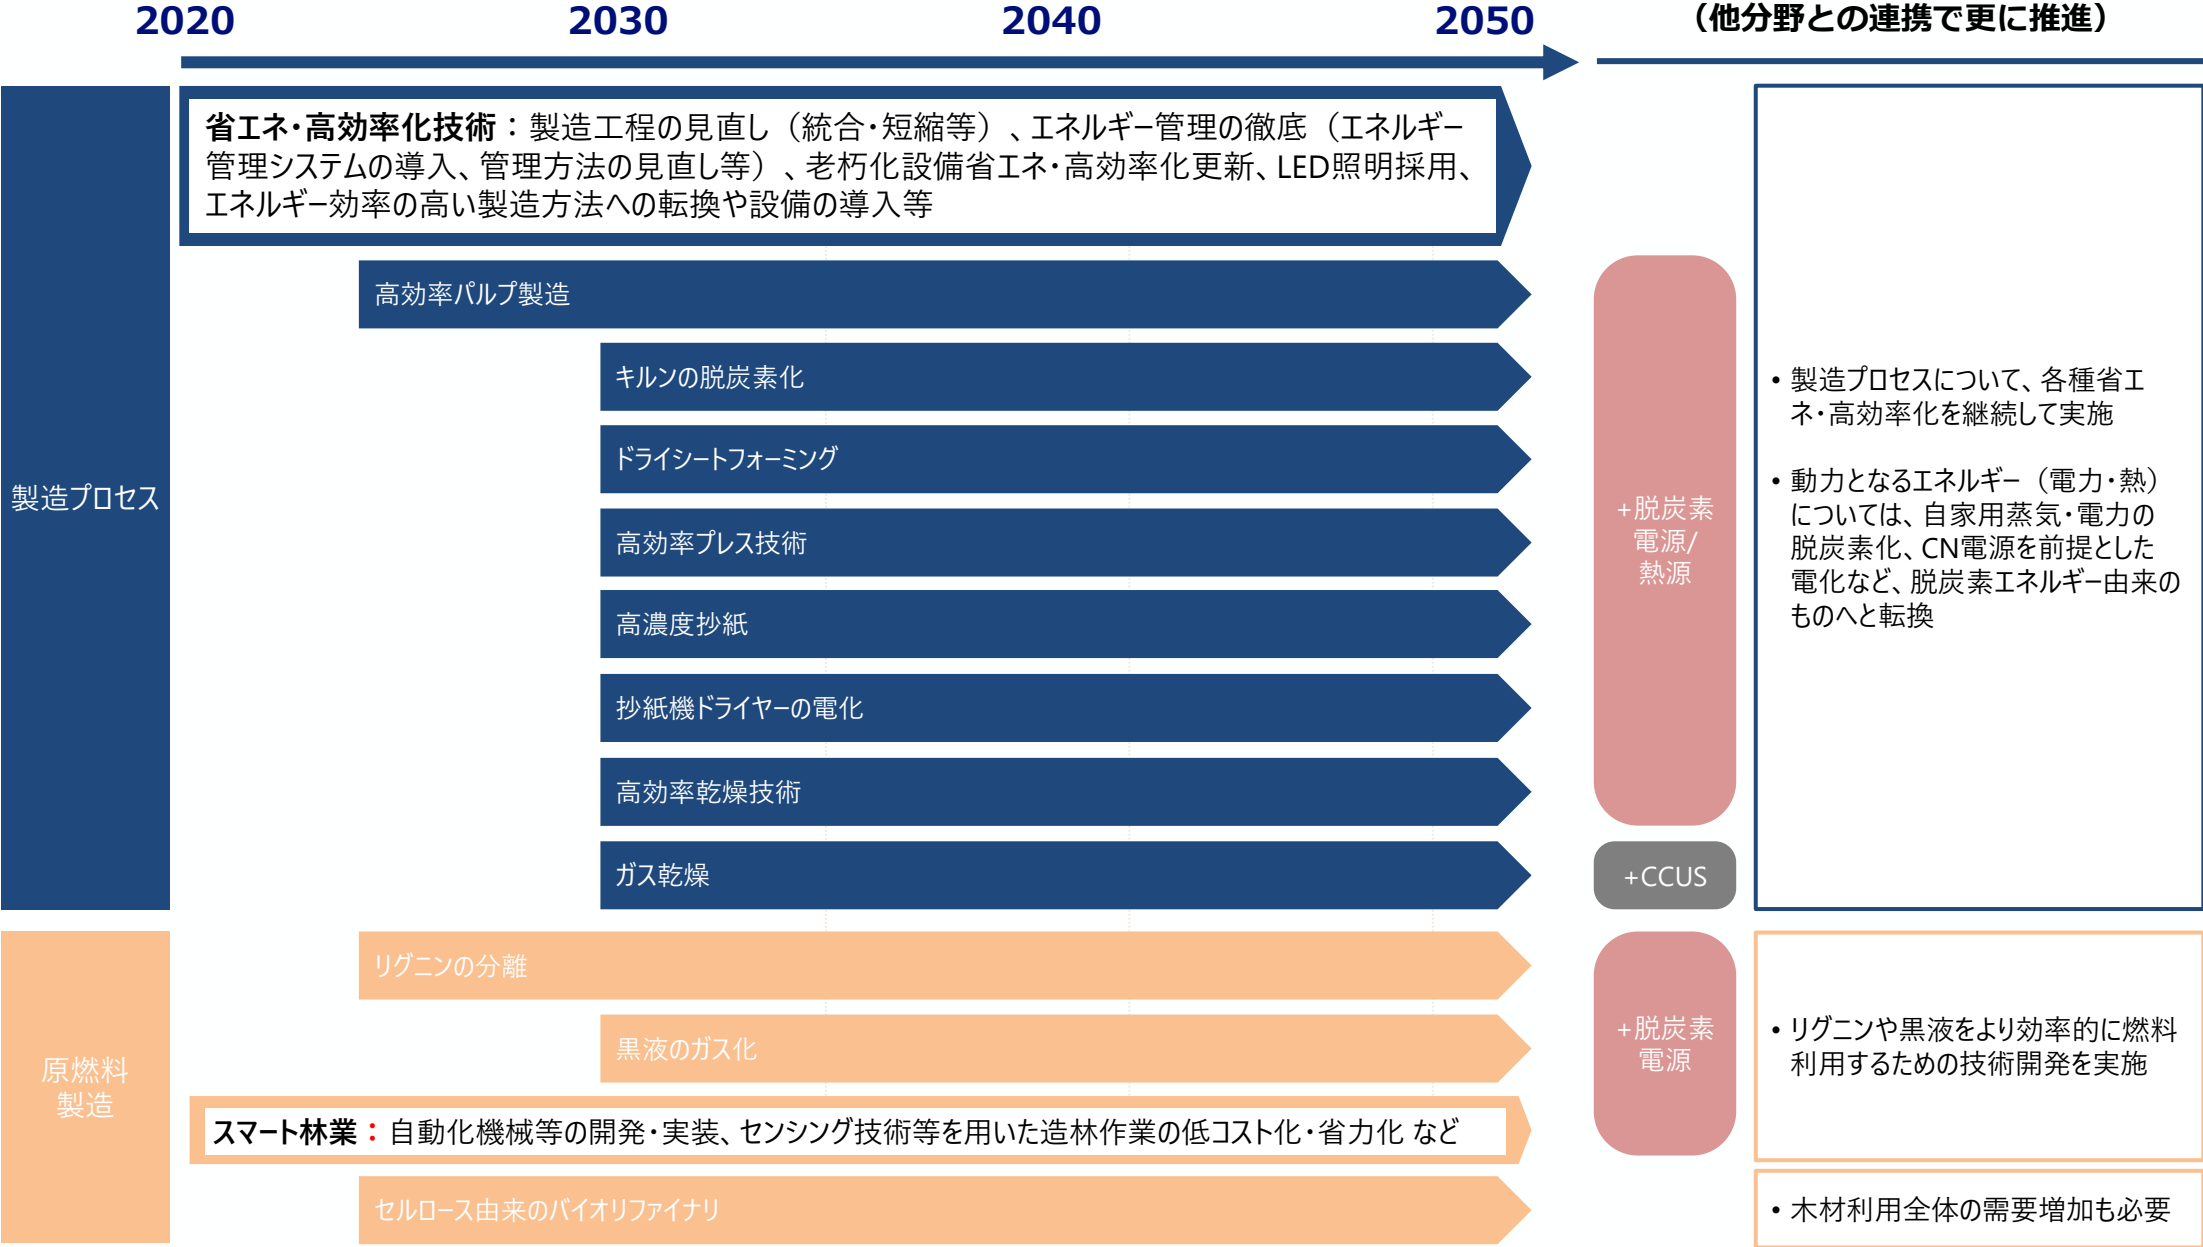 2020 2030 2040 2050 （他分野との連携で更に推進）
製造プロセス
省エネ・高効率化技術：製造工程の見直し（統合・短縮等）、エネルギー管理の徹底（エネルギー
管理システムの導入、管理方法の見直し等）、老朽化設備省エネ・高効率化更新、LED照明採用、
エネルギー効率の高い製造方法への転換や設備の導入等
高効率パルプ製造
キルンの脱炭素化
ドライシートフォーミング
高効率プレス技術
高濃度抄紙
抄紙機ドライヤーの電化
高効率乾燥技術
ガス乾燥
+脱炭素
電源/
熱源
+CCUS
• 製造プロセスについて、各種省エ
ネ・高効率化を継続して実施
• 動力となるエネルギー（電力・熱）
については、自家用蒸気・電力の
脱炭素化、CN電源を前提とした
電化など、脱炭素エネルギー由来の
ものへと転換
原燃料
製造
リグニンの分離
黒液のガス化
スマート林業：自動化機械等の開発・実装、センシング技術等を用いた造林作業の低コスト化・省力化 など
セルロース由来のバイオリファイナリ
+脱炭素
電源
• リグニンや黒液をより効率的に燃料
利用するための技術開発を実施
• 木材利用全体の需要増加も必要